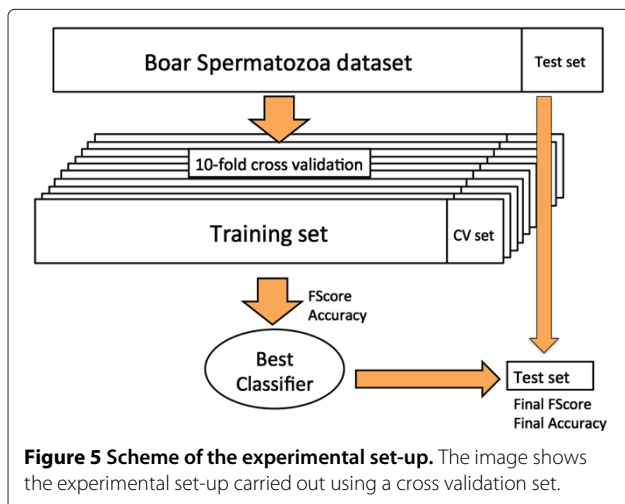 Boar Spermatozoa dataset
Test set
10-fold cross validation
Training set
CV set
FScore
Accuracy
Best
Classifier
Test set
Final FScore
Final Accuracy
Figure 5 Scheme of the experimental set-up. The image shows
the experimental set-up carried out using a cross validation set.